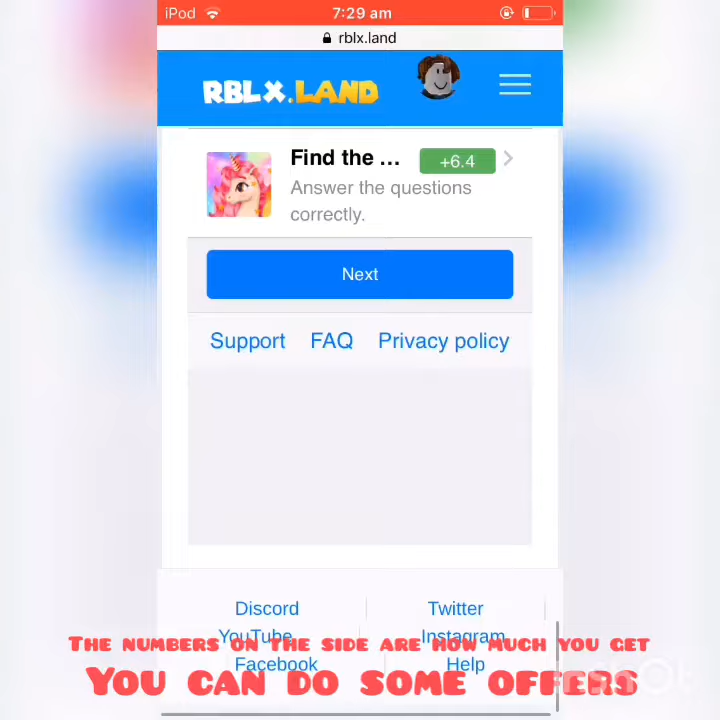 iPod 7:29 am
rblx.land
RBLX.LAND
Find the ... +6.4
Answer the questions
correctly.
Next
Support FAQ Privacy policy
Discord Twitter
YouTube Instagram
The numbers on the side are how much you get
Facebook Help
You can do some offers